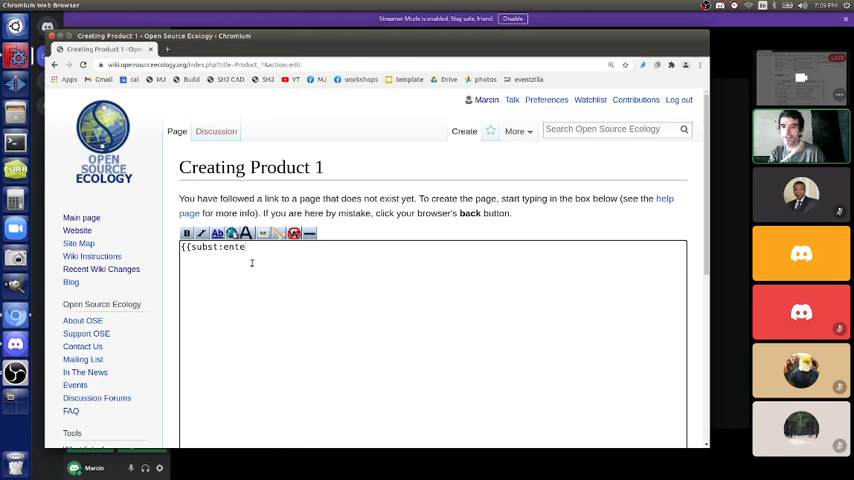 Chromium Web Browser
en
7:09 PM
Streamer Mode is enabled. Stay safe, friend.
Disable
Creating Product 1 - Open Source Ecology - Chromium
Creating Product 1 - Ope
wiki.opensourceecology.org/index.php?title=Product_1&action=edit
Apps
Gmail
cal
MJ
Build
SH2 CAD
SH2
YT
FJ
workshops
template
Drive
photos
eventzilla
Marcin
Talk
Preferences
Watchlist
Contributions
Log out
Page
Discussion
Create
More
Search Open Source Ecology
LIVE
OPEN
SOURCE
ECOLOGY
Creating Product 1
You have followed a link to a page that does not exist yet. To create the page, start typing in the box below (see the help
page for more info). If you are here by mistake, click your browser's back button.
Ab
A
{{subst:ente
Main page
Website
Site Map
Wiki Instructions
Recent Wiki Changes
Blog
Open Source Ecology
About OSE
Support OSE
Contact Us
Mailing List
In The News
Events
Discussion Forums
FAQ
Tools
CURA
Marcin